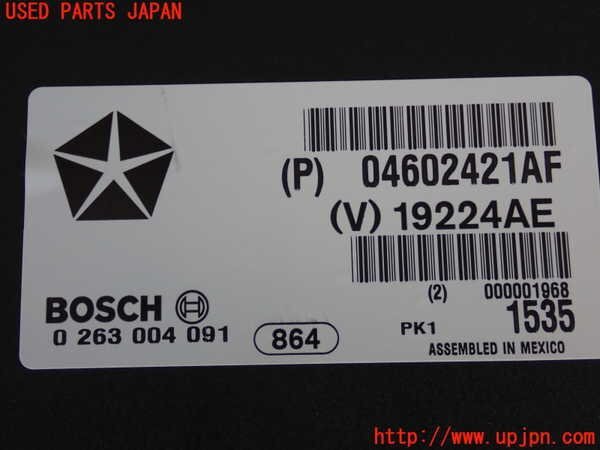 USED PARTS JAPAN
(P) 04602421AF
(V) 19224AE
(2) 000001968
BOSCH
0 263 004 091
864
PK1 1535
ASSEMBLED IN MEXICO
http://www.upjpn.com/